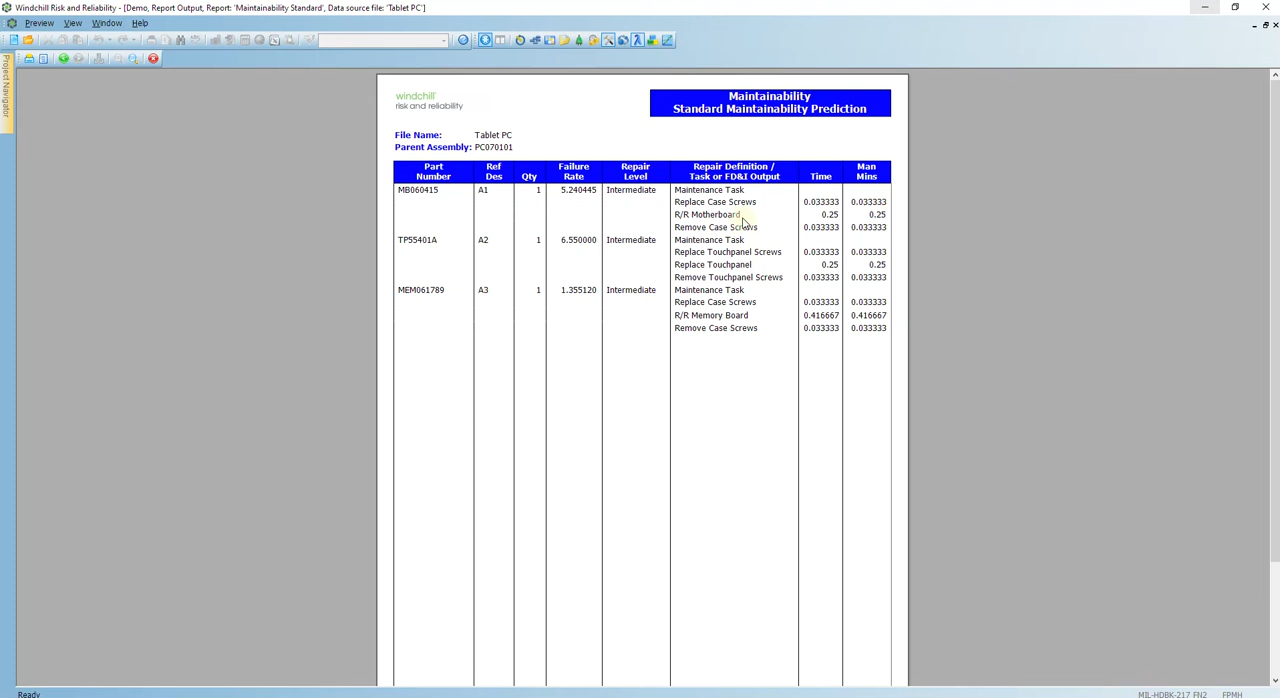 Windchill Risk and Reliability - [Demo, Report Output, Report: 'Maintainability Standard', Data source file: 'Tablet PC']
Preview View Window Help
Project Navigator
windchill
risk and reliability
Maintainability
Standard Maintainability Prediction
File Name: Tablet PC
Parent Assembly: PC070101
Part Number Ref Des Qty Failure Rate Repair Level Repair Definition / Task or FD&I Output Time Man Mins
MB060415 A1 1 5.240445 Intermediate Maintenance Task
Replace Case Screws 0.033333 0.033333
R/R Motherboard 0.25 0.25
Remove Case Screws 0.033333 0.033333
TP55401A A2 1 6.550000 Intermediate Maintenance Task
Replace Touchpanel Screws 0.033333 0.033333
Replace Touchpanel 0.25 0.25
Remove Touchpanel Screws 0.033333 0.033333
MEM061789 A3 1 1.355120 Intermediate Maintenance Task
Replace Case Screws 0.033333 0.033333
R/R Memory Board 0.416667 0.416667
Remove Case Screws 0.033333 0.033333
Ready MIL-HDBK-217 FN2 FPMH